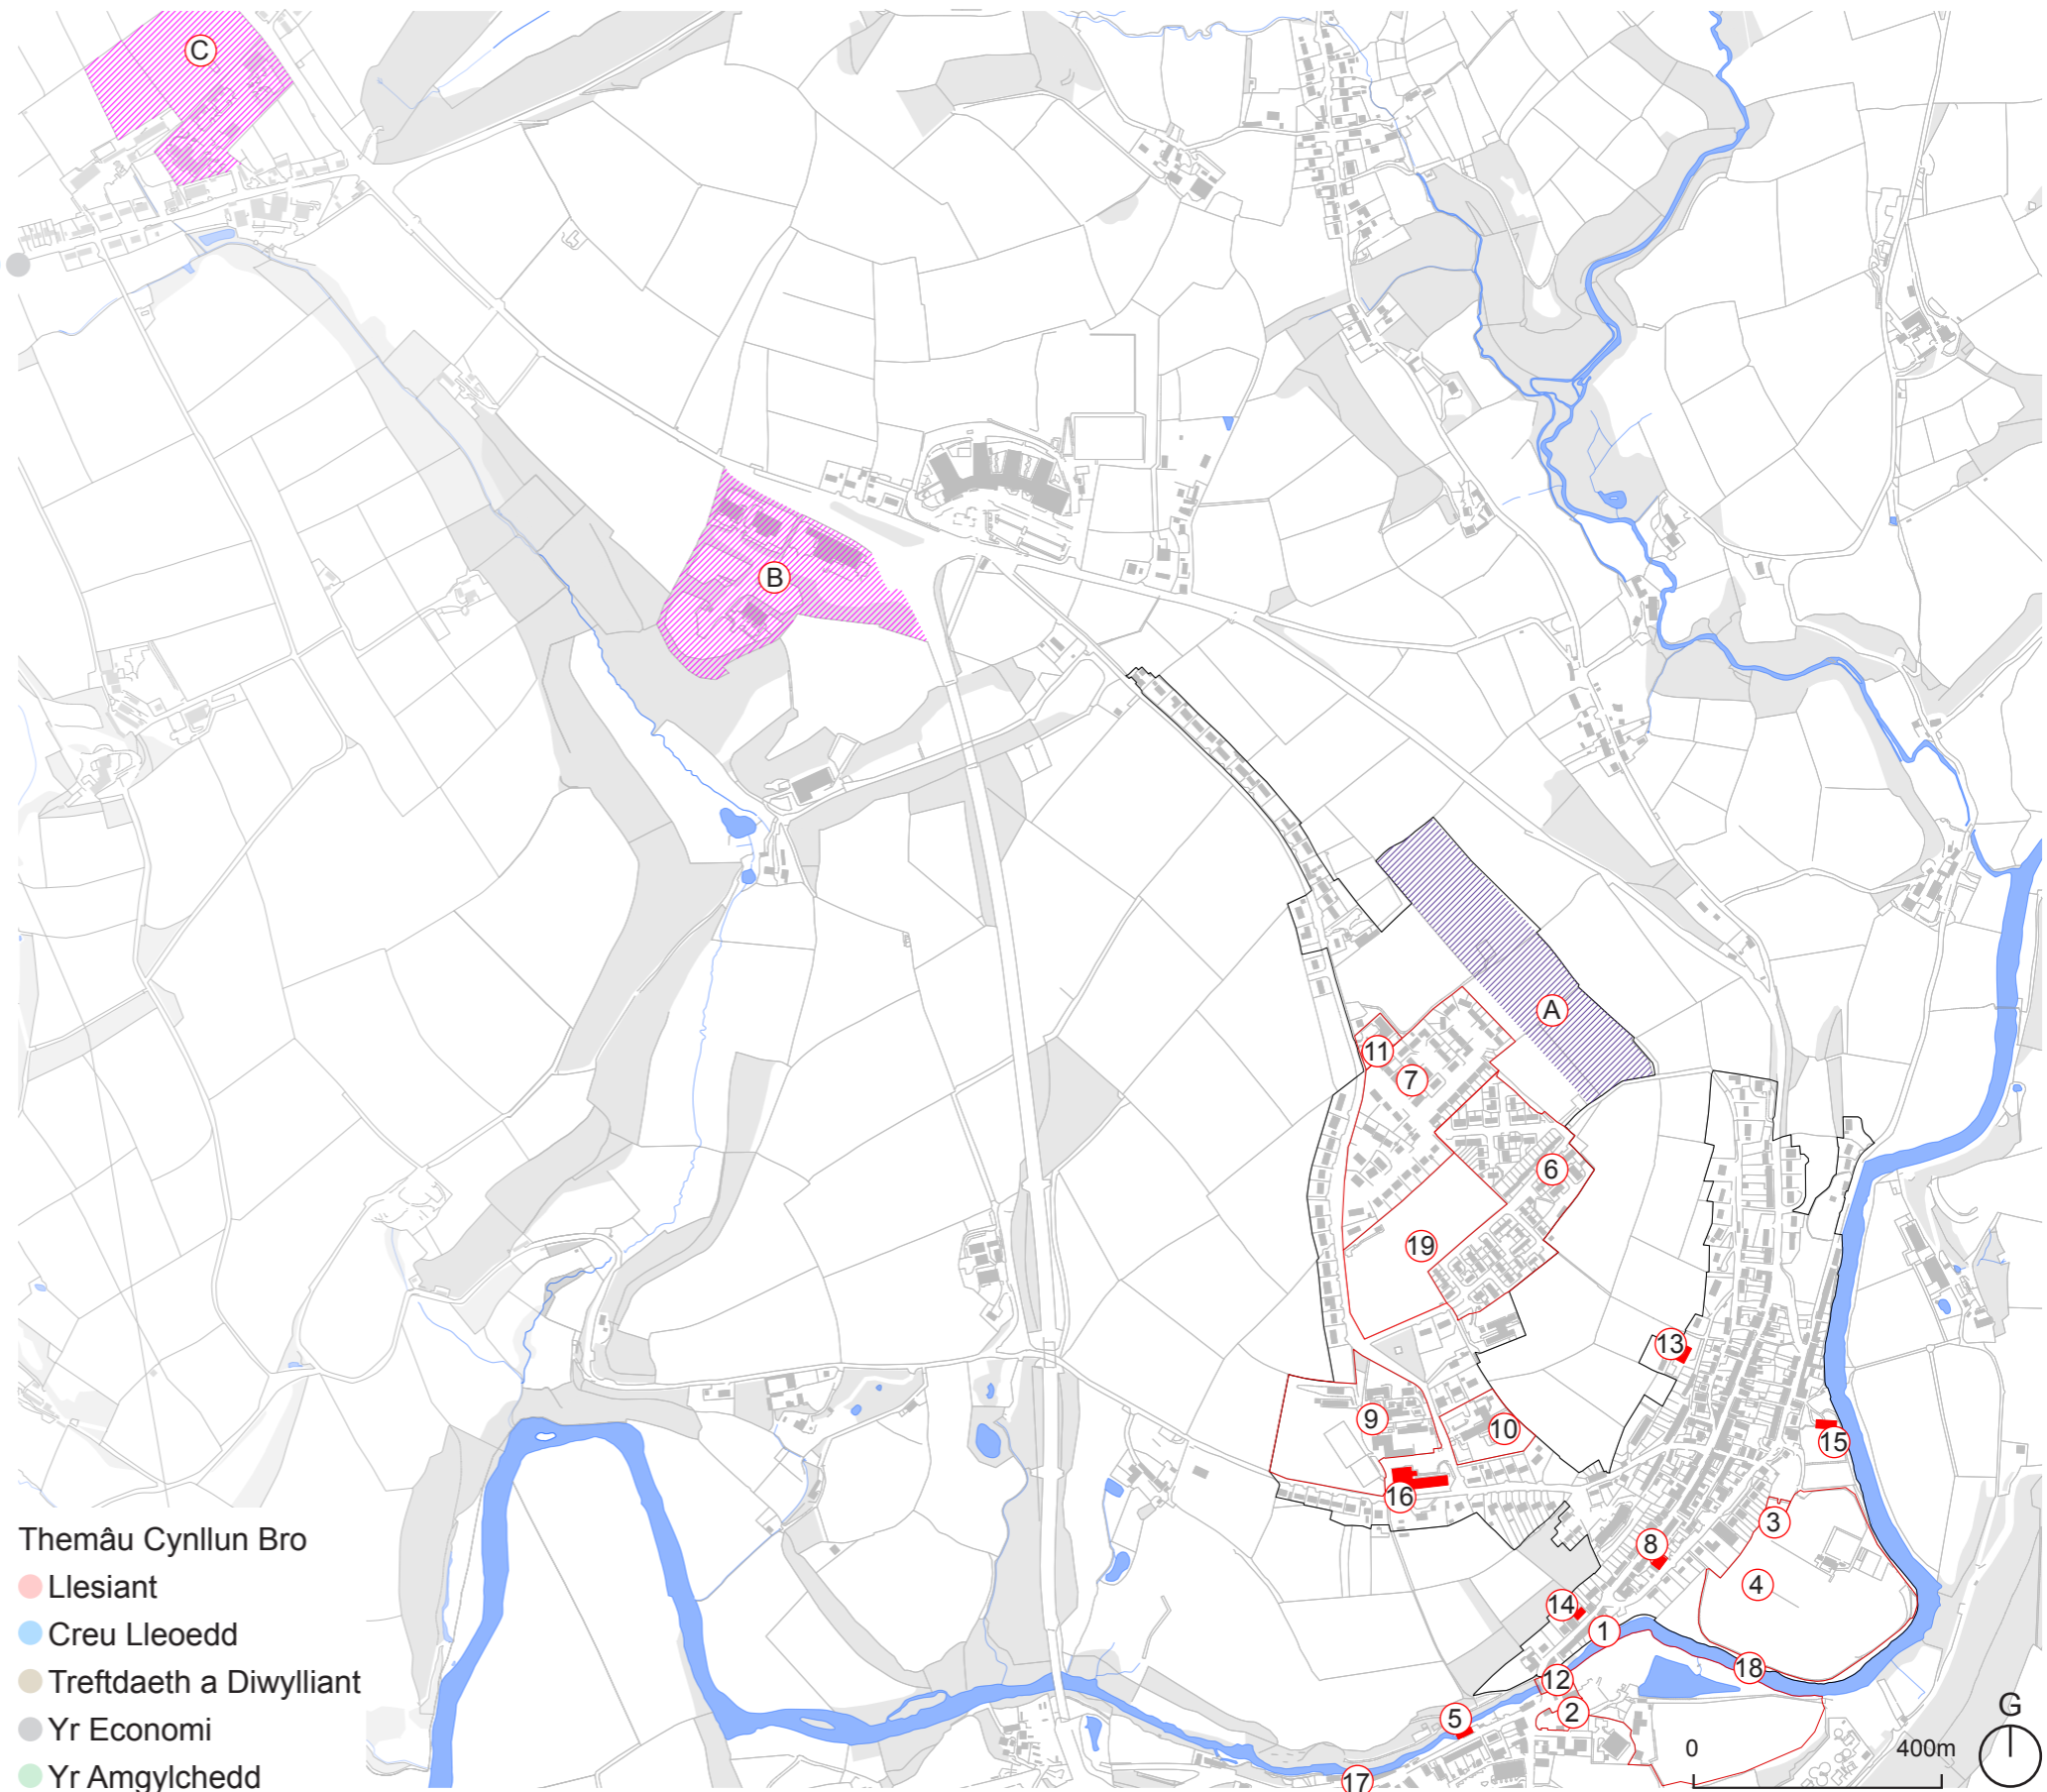 C
B
A
11
7
6
19
13
9
10
15
16
3
8
4
14
1
18
12
2
5
17
Themâu Cynllun Bro
Llesiant
Creu Lleoedd
Treftdaeth a Diwylliant
Yr Economi
Yr Amgylchedd
G
0 400m